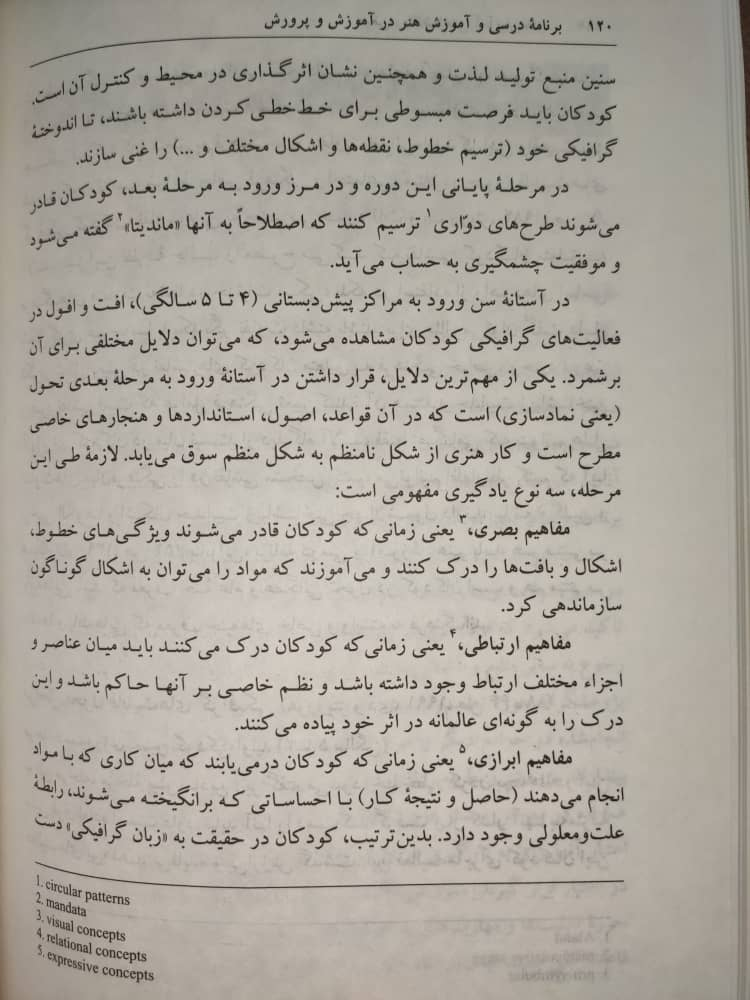 ۱۲۰ برنامهٔ درسی و آموزش هنر در آموزش و پرورش
سنین منبع تولید لذت و همچنین نشان اثرگذاری در محیط و کنترل آن است.
کودکان باید فرصت مبسوطی برای خط‌خطی‌کردن داشته باشند، تا اندوختهٔ
گرافیکی خود (ترسیم خطوط، نقطه‌ها و اشکال مختلف و ...) را غنی سازند.
در مرحلهٔ پایانی این دوره و در مرز ورود به مرحلهٔ بعد، کودکان قادر
می‌شوند طرح‌های دوّاری۱ ترسیم کنند که اصطلاحاً به آنها «ماندیتا»۲ گفته می‌شود
و موفقیت چشمگیری به حساب می‌آید.
در آستانهٔ سن ورود به مراکز پیش‌دبستانی (۴ تا ۵ سالگی)، افت و افول در
فعالیت‌های گرافیکی کودکان مشاهده می‌شود، که می‌توان دلایل مختلفی برای آن
برشمرد. یکی از مهم‌ترین دلایل، قرار داشتن در آستانهٔ ورود به مرحلهٔ بعدی تحول
(یعنی نمادسازی) است که در آن قواعد، اصول، استانداردها و هنجارهای خاصی
مطرح است و کار هنری از شکل نامنظم به شکل منظم سوق می‌یابد. لازمهٔ طی این
مرحله، سه نوع یادگیری مفهومی است:
مفاهیم بصری،۳ یعنی زمانی‌که کودکان قادر می‌شوند ویژگی‌های خطوط،
اشکال و بافت‌ها را درک کنند و می‌آموزند که مواد را می‌توان به اشکال گوناگون
سازماندهی کرد.
مفاهیم ارتباطی،۴ یعنی زمانی‌که کودکان درک می‌کنند باید میان عناصر و
اجزاء مختلف ارتباط وجود داشته باشد و نظم خاصی بر آنها حاکم باشد و این
درک را به گونه‌ای عالمانه در اثر خود پیاده می‌کنند.
مفاهیم ابرازی،۵ یعنی زمانی‌که کودکان درمی‌یابند که میان کاری که با مواد
انجام می‌دهند (حاصل و نتیجهٔ کار) با احساساتی که برانگیخته می‌شوند، رابطهٔ
علت‌ومعلولی وجود دارد. بدین‌ترتیب، کودکان در حقیقت به «زبان گرافیکی» دست
1. circular patterns
2. mandata
3. visual concepts
4. relational concepts
5. expressive concepts